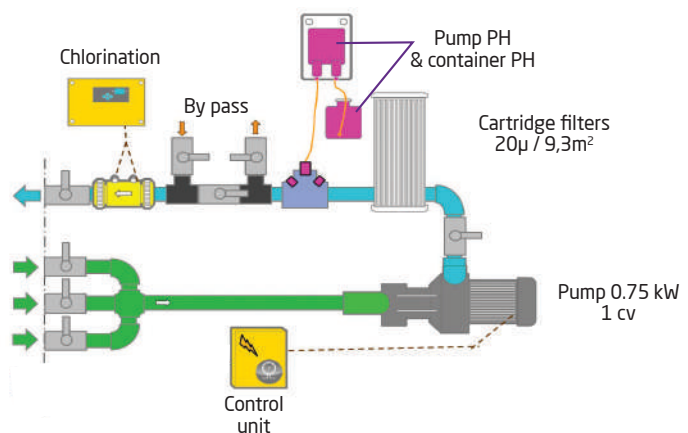 Chlorination
By pass
Pump PH
& container PH
Cartridge filters
20µ / 9,3m²
Pump 0.75 kW
1 cv
Control
unit